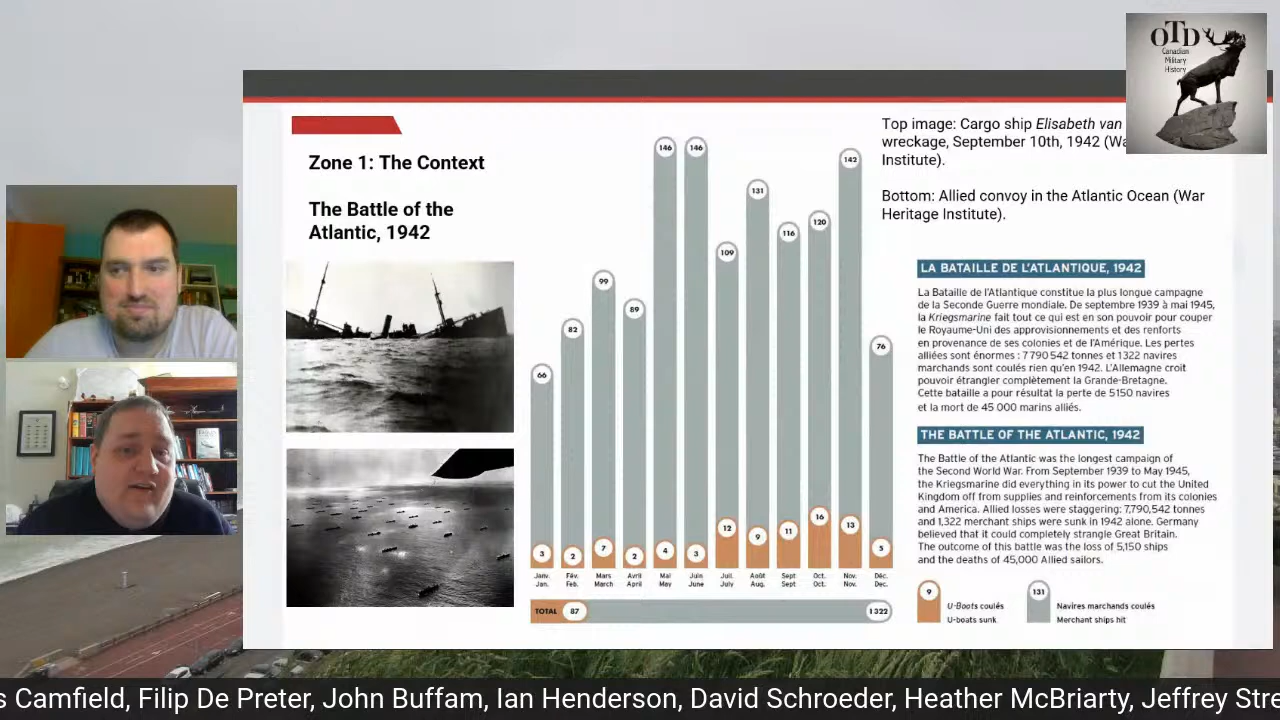 OTD
Canadian
Military
History
Top image: Cargo ship Elisabeth van
wreckage, September 10th, 1942
Institute).
Bottom: Allied convoy in the Atlantic Ocean (War
Heritage Institute).
Zone 1: The Context
The Battle of the
Atlantic, 1942
146
146
142
131
120
116
109
99
89
82
76
66
3
2
7
2
4
3
12
9
11
16
13
5
Janv.
Jan.
Fév.
Feb.
Mars
March
Avril
April
Mai
May
Juin
June
Juil.
July
Août
Aug.
Sept
Sept
Oct.
Oct.
Nov.
Nov.
Déc.
Dec.
TOTAL 87 1 322
LA BATAILLE DE L'ATLANTIQUE, 1942
La Bataille de l'Atlantique constitue la plus longue campagne
de la Seconde Guerre mondiale. De septembre 1939 à mai 1945,
la Kriegsmarine fait tout ce qui est en son pouvoir pour couper
le Royaume-Uni des approvisionnements et des renforts
en provenance de ses colonies et de l'Amérique. Les pertes
alliées sont énormes : 7 790 542 tonnes et 1 322 navires
marchands sont coulés rien qu'en 1942. L'Allemagne croit
pouvoir étrangler complètement la Grande-Bretagne.
Cette bataille a pour résultat la perte de 5150 navires
et la mort de 45 000 marins alliés.
THE BATTLE OF THE ATLANTIC, 1942
The Battle of the Atlantic was the longest campaign of
the Second World War. From September 1939 to May 1945,
the Kriegsmarine did everything in its power to cut the United
Kingdom off from supplies and reinforcements from its colonies
and America. Allied losses were staggering: 7,790,542 tonnes
and 1,322 merchant ships were sunk in 1942 alone. Germany
believed that it could completely strangle Great Britain.
The outcome of this battle was the loss of 5,150 ships
and the deaths of 45,000 Allied sailors.
9
U-Boats coulés
U-boats sunk
131
Navires marchands coulés
Merchant ships hit
s Camfield, Filip De Preter, John Buffam, Ian Henderson, David Schroeder, Heather McBriarty, Jeffrey Stre